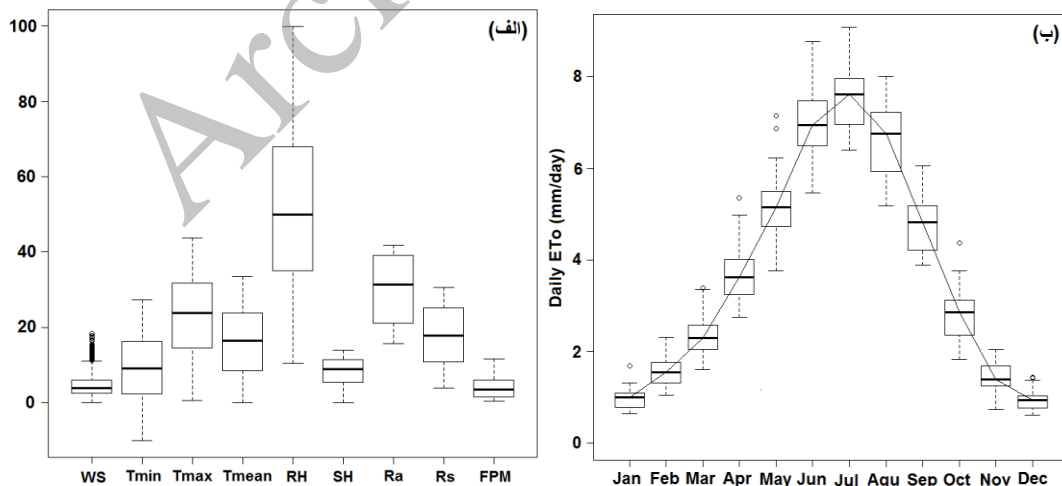 Arc
(الف)
100
80
60
40
20
0
WS Tmin Tmax Tmean RH SH Ra Rs FPM
(ب)
Daily ETo (mm/day)
8
6
4
2
0
Jan Feb Mar Apr May Jun Jul Agu Sep Oct Nov Dec